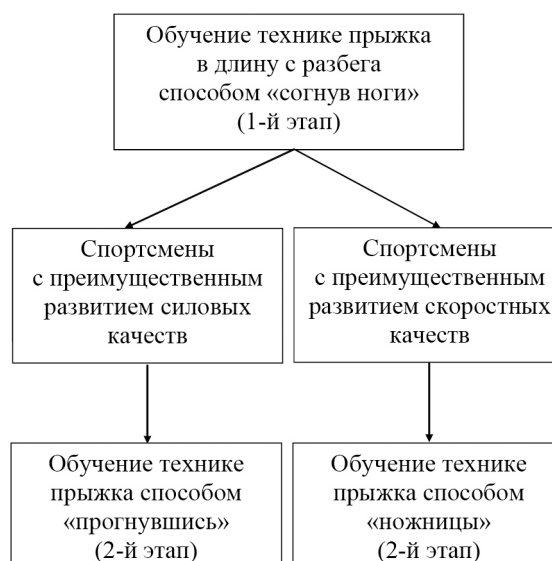 Обучение технике прыжка
в длину с разбега
способом «согнув ноги»
(1-й этап)
Спортсмены
с преимущественным
развитием силовых
качеств
Спортсмены
с преимущественным
развитием скоростных
качеств
Обучение технике
прыжка способом
«прогнувшись»
(2-й этап)
Обучение технике
прыжка способом
«ножницы»
(2-й этап)